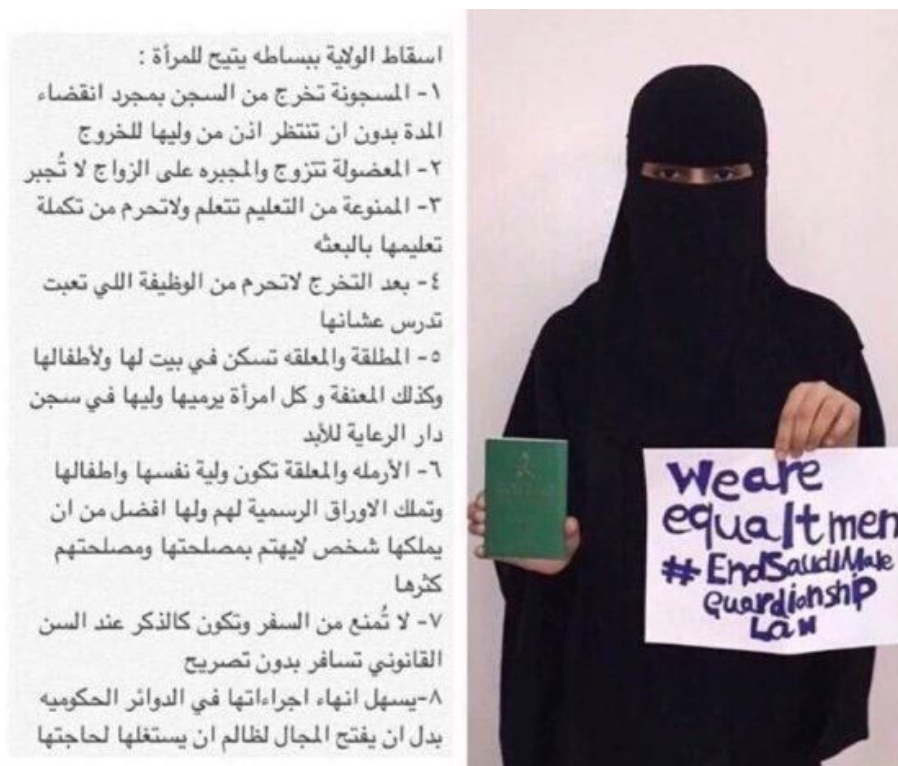 اسقاط الولاية ببساطه يتيح للمرأة :
١- المسجونة تخرج من السجن بمجرد انقضاء
المدة بدون ان تنتظر اذن من وليها للخروج
٢- المعضولة تتزوج والمجبره على الزواج لا تُجبر
٣- الممنوعة من التعليم تتعلم ولاتحرم من تكملة
تعليمها بالبعثه
٤- بعد التخرج لاتحرم من الوظيفة اللي تعبت
تدرس عشانها
٥- المطلقة والمعلقه تسكن في بيت لها ولأطفالها
وكذلك المعنفة و كل امرأة يرميها وليها في سجن
دار الرعاية للأبد
٦- الأرمله والمعلقة تكون ولية نفسها واطفالها
وتملك الاوراق الرسمية لهم ولها افضل من ان
يملكها شخص لايهتم بمصلحتها ومصلحتهم
كثرها
٧- لا تُمنع من السفر وتكون كالذكر عند السن
القانوني تسافر بدون تصريح
٨-يسهل انهاء اجراءاتها في الدوائر الحكوميه
بدل ان يفتح المجال لظالم ان يستغلها لحاجتها
We are
equalt men
# EndSaudiMale
Guardionship
Law